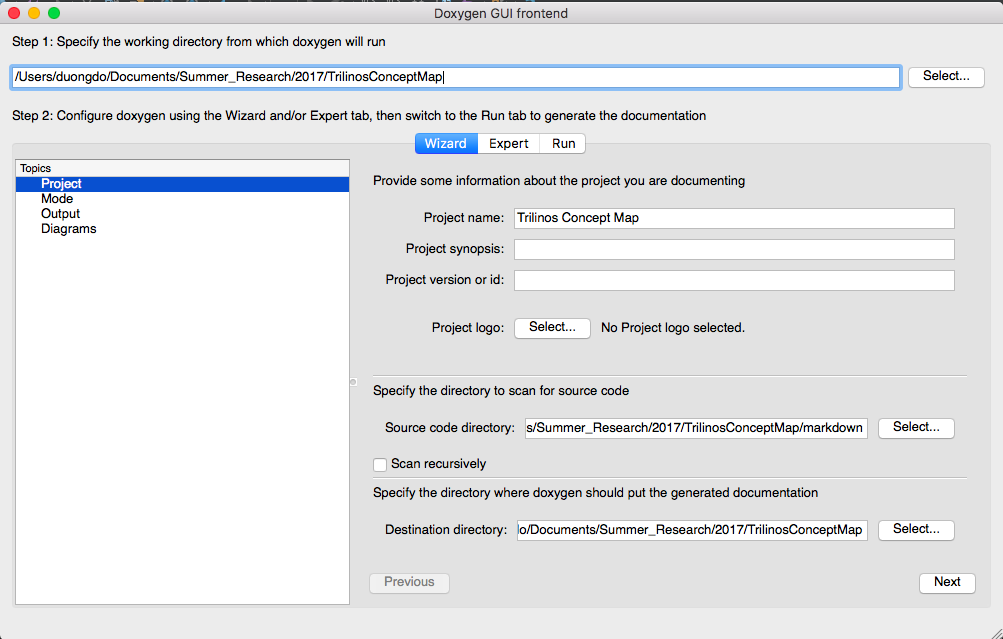 Doxygen GUI frontend
Step 1: Specify the working directory from which doxygen will run
/Users/duongdo/Documents/Summer_Research/2017/TrilinosConceptMap
Select...
Step 2: Configure doxygen using the Wizard and/or Expert tab, then switch to the Run tab to generate the documentation
Wizard Expert Run
Topics
Project
Mode
Output
Diagrams
Provide some information about the project you are documenting
Project name: Trilinos Concept Map
Project synopsis:
Project version or id:
Project logo: Select... No Project logo selected.
Specify the directory to scan for source code
Source code directory: s/Summer_Research/2017/TrilinosConceptMap/markdown Select...
Scan recursively
Specify the directory where doxygen should put the generated documentation
Destination directory: lo/Documents/Summer_Research/2017/TrilinosConceptMap Select...
Previous Next